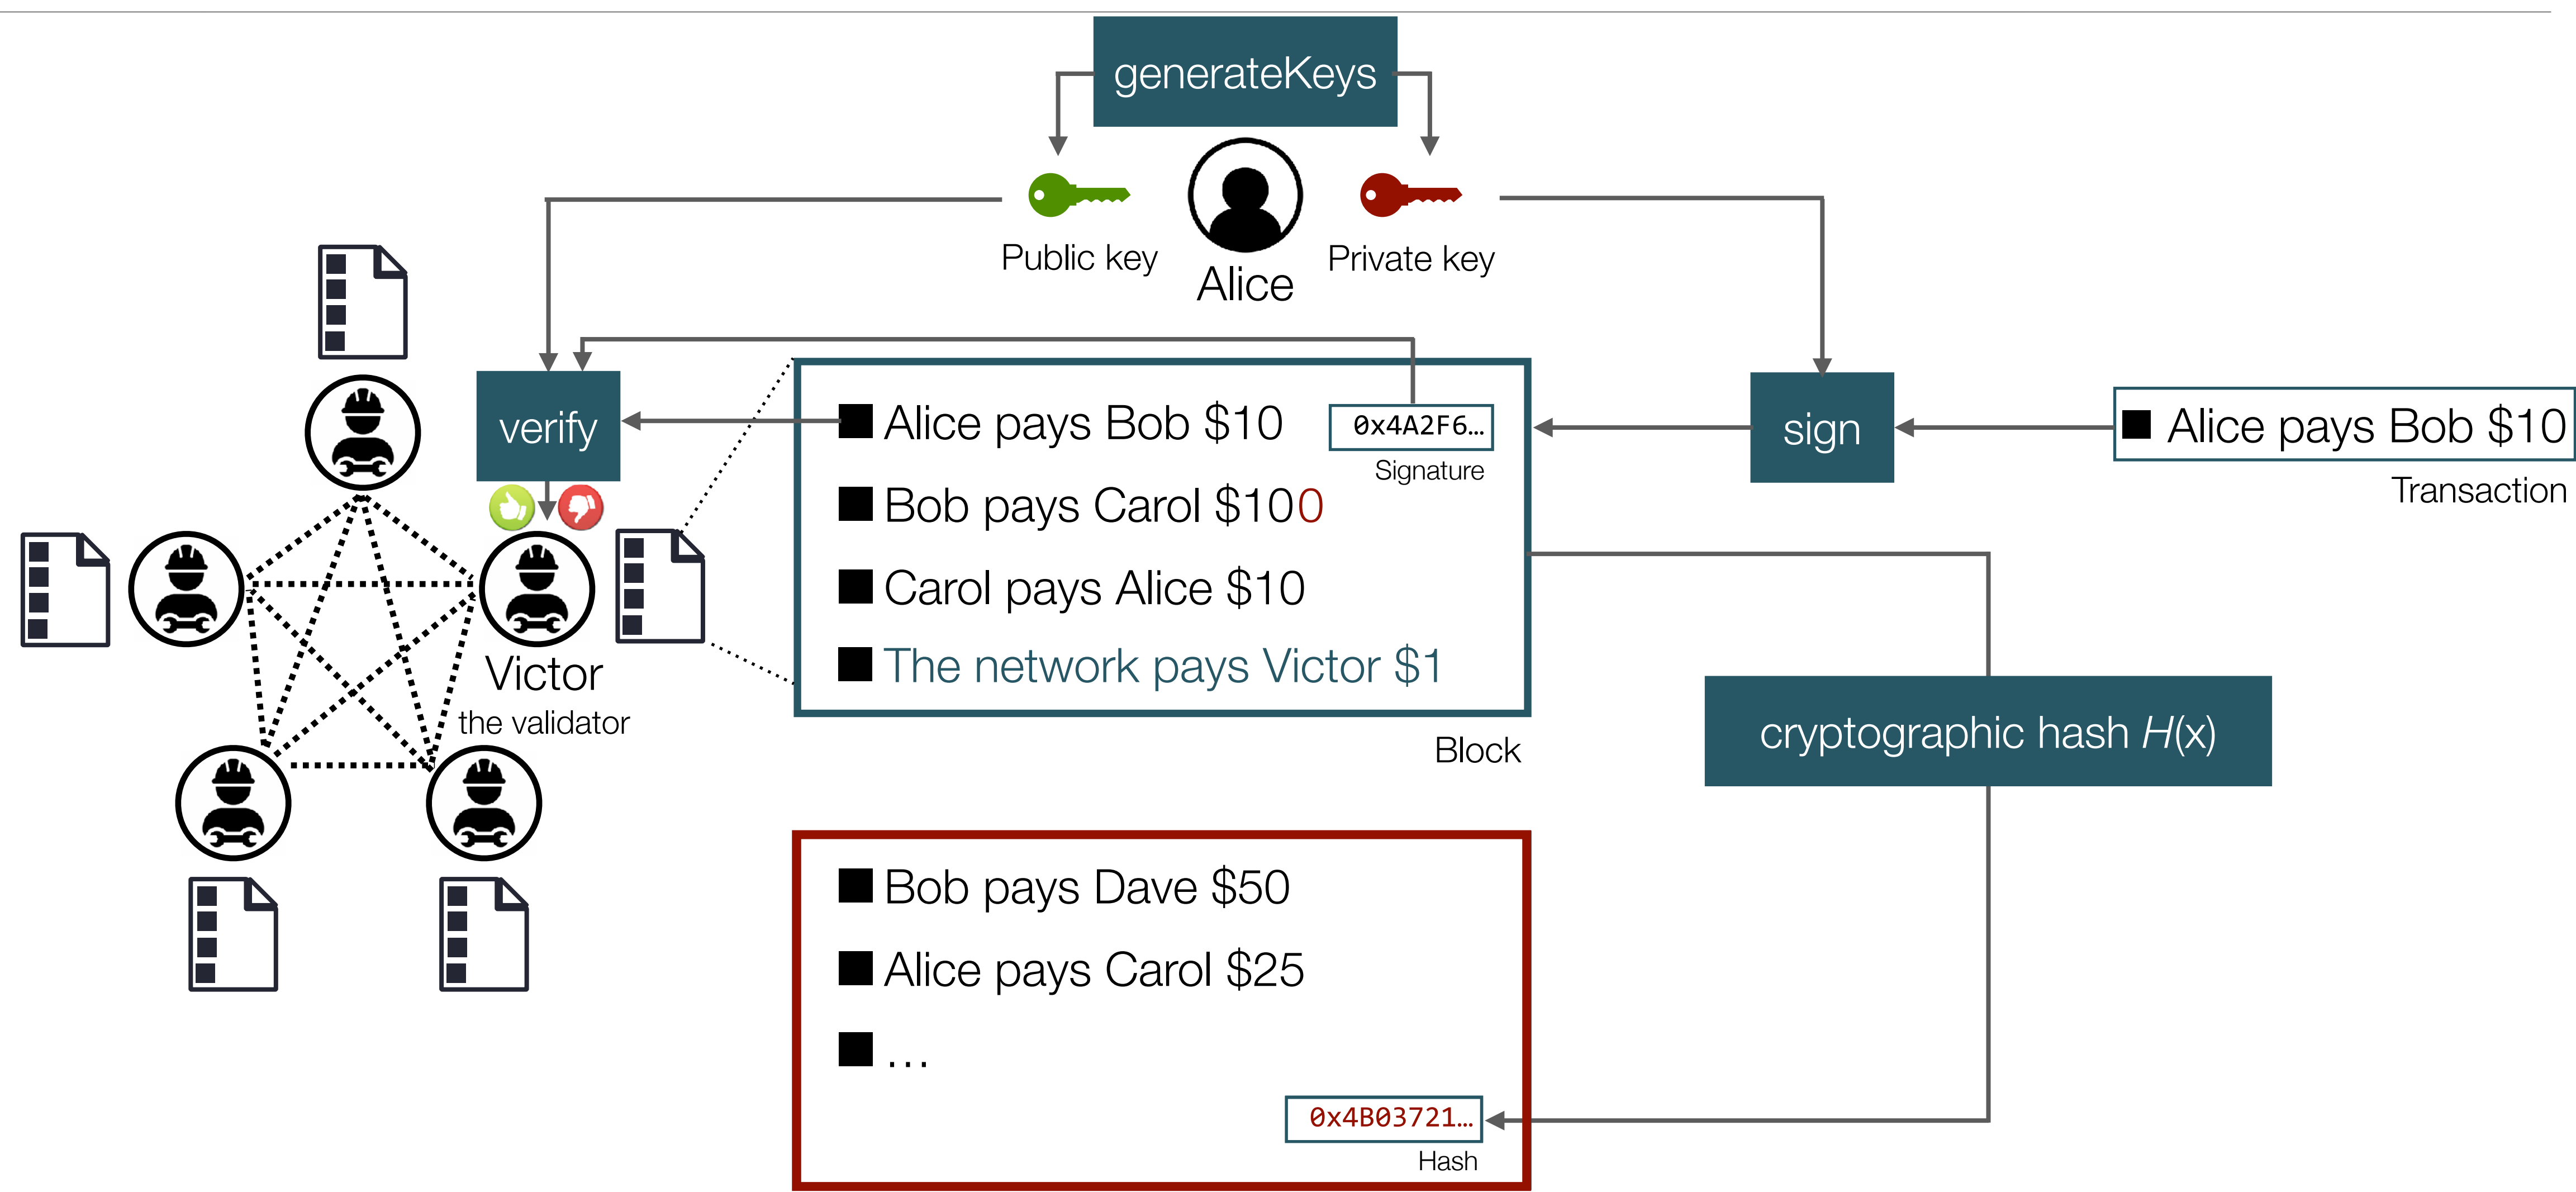 generateKeys
Public key
Alice
Private key
verify
■ Alice pays Bob $10
0x4A2F6…
Signature
■ Bob pays Carol $100
■ Carol pays Alice $10
■ The network pays Victor $1
Block
sign
■ Alice pays Bob $10
Transaction
Victor
the validator
cryptographic hash H(x)
■ Bob pays Dave $50
■ Alice pays Carol $25
■ …
0x4B03721…
Hash